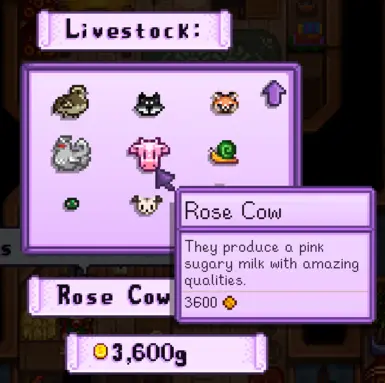 Livestock:
Rose Cow
They produce a pink
sugary milk with amazing
qualities.
3600
s
Rose Cow
3,600g